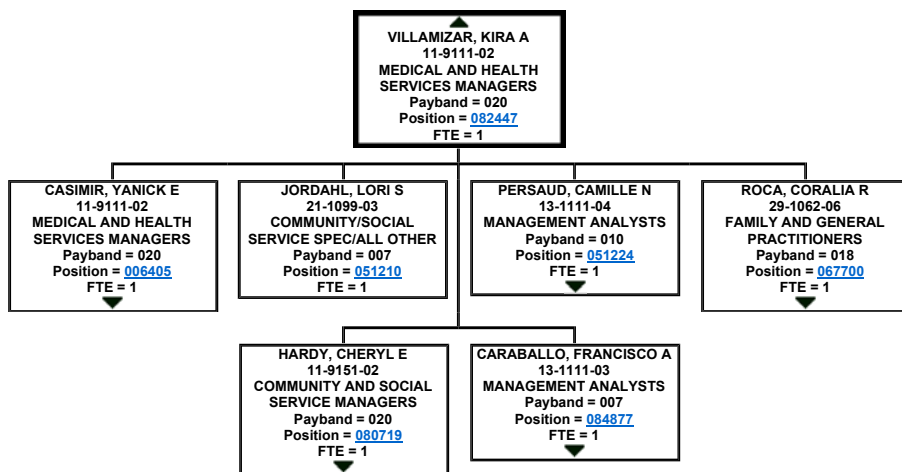 VILLAMIZAR, KIRA A
11-9111-02
MEDICAL AND HEALTH
SERVICES MANAGERS
Payband = 020
Position = 082447
FTE = 1
CASIMIR, YANICK E
11-9111-02
MEDICAL AND HEALTH
SERVICES MANAGERS
Payband = 020
Position = 006405
FTE = 1
JORDAHL, LORI S
21-1099-03
COMMUNITY/SOCIAL
SERVICE SPEC/ALL OTHER
Payband = 007
Position = 051210
FTE = 1
PERSAUD, CAMILLE N
13-1111-04
MANAGEMENT ANALYSTS
Payband = 010
Position = 051224
FTE = 1
ROCA, CORALIA R
29-1062-06
FAMILY AND GENERAL
PRACTITIONERS
Payband = 018
Position = 067700
FTE = 1
HARDY, CHERYL E
11-9151-02
COMMUNITY AND SOCIAL
SERVICE MANAGERS
Payband = 020
Position = 080719
FTE = 1
CARABALLO, FRANCISCO A
13-1111-03
MANAGEMENT ANALYSTS
Payband = 007
Position = 084877
FTE = 1